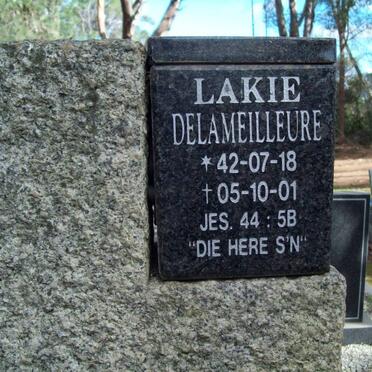 LAKIE
DELAMEILLEURE
* 42-07-18
† 05-10-01
JES. 44 : 5B
"DIE HERE S'N"